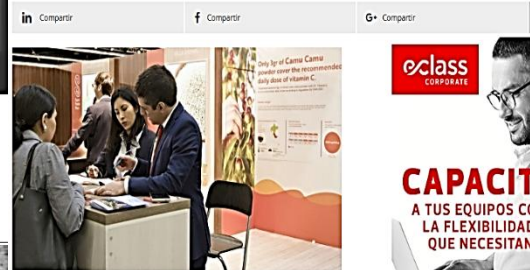 in Compartir
f Compartir
G+ Compartir
Only 3gr of Camu Camu
powder cover the recommended
daily dose of vitamin C.
eclass
CORPORATE
CAPACIT
A TUS EQUIPOS CO
LA FLEXIBILIDAD
QUE NECESITAN